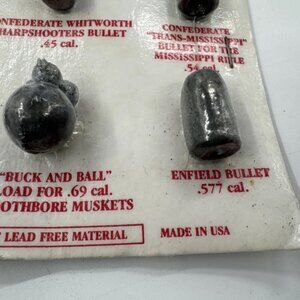 CONFEDERATE WHITWORTH
SHARPSHOOTERS BULLET
.45 cal.
CONFEDERATE
"TRANS-MISSISSIPPI"
BULLET FOR THE
MISSISSIPPI RIFLE
.54 cal.
"BUCK AND BALL"
LOAD FOR .69 cal.
OOTHBORE MUSKETS
ENFIELD BULLET
.577 cal.
LEAD FREE MATERIAL
MADE IN USA